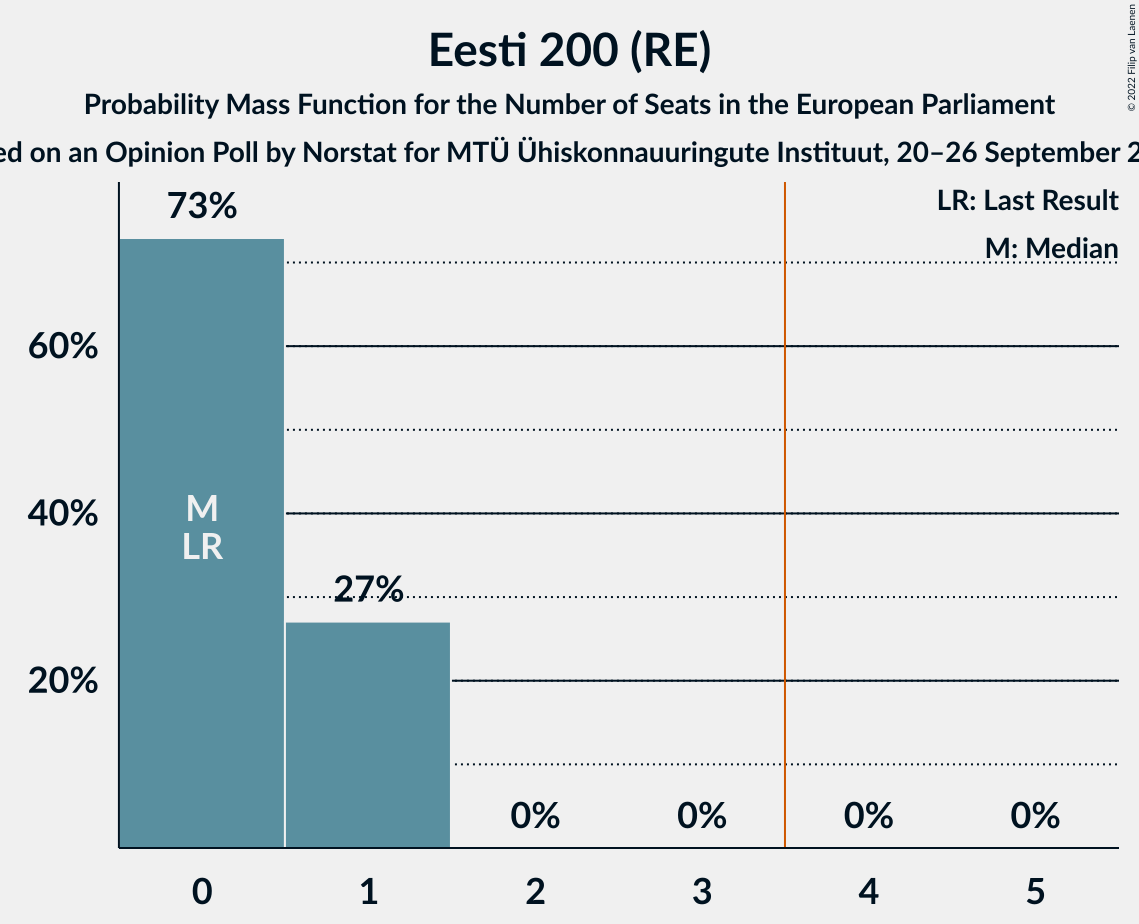 Eesti 200 (RE)
Probability Mass Function for the Number of Seats in the European Parliament
on an Opinion Poll by Norstat for MTÜ Ühiskonnauuringute Instituut, 20–26 September
© 2022 Filip van Laenen
LR: Last Result
M: Median
73%
60%
40%
20%
M
LR
27%
0% 0% 0% 0%
0 1 2 3 4 5